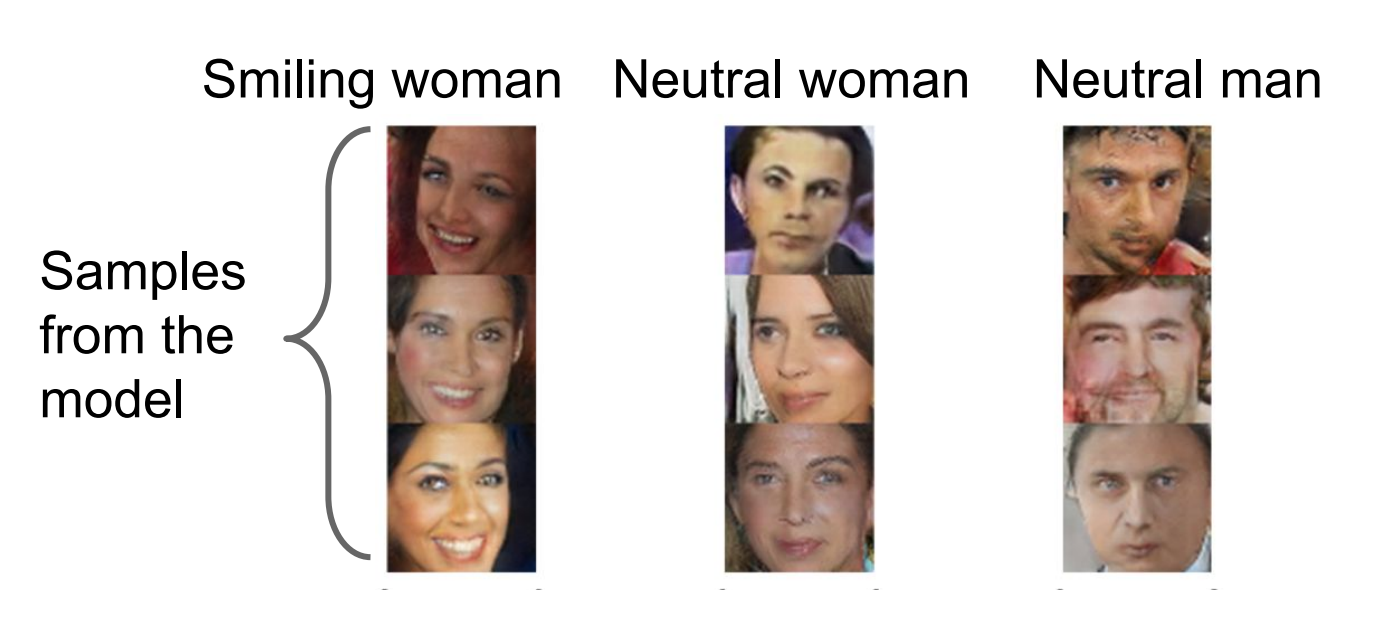 Smiling woman Neutral woman Neutral man
Samples
from the
model